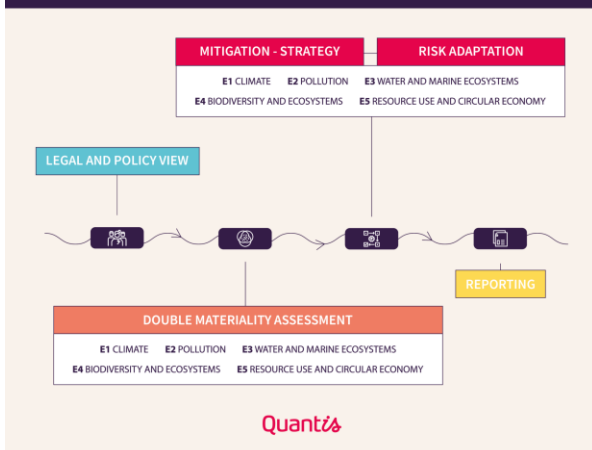 MITIGATION - STRATEGY
RISK ADAPTATION
E1 CLIMATE E2 POLLUTION E3 WATER AND MARINE ECOSYSTEMS
E4 BIODIVERSITY AND ECOSYSTEMS E5 RESOURCE USE AND CIRCULAR ECONOMY
LEGAL AND POLICY VIEW
REPORTING
DOUBLE MATERIALITY ASSESSMENT
E1 CLIMATE E2 POLLUTION E3 WATER AND MARINE ECOSYSTEMS
E4 BIODIVERSITY AND ECOSYSTEMS E5 RESOURCE USE AND CIRCULAR ECONOMY
Quantis